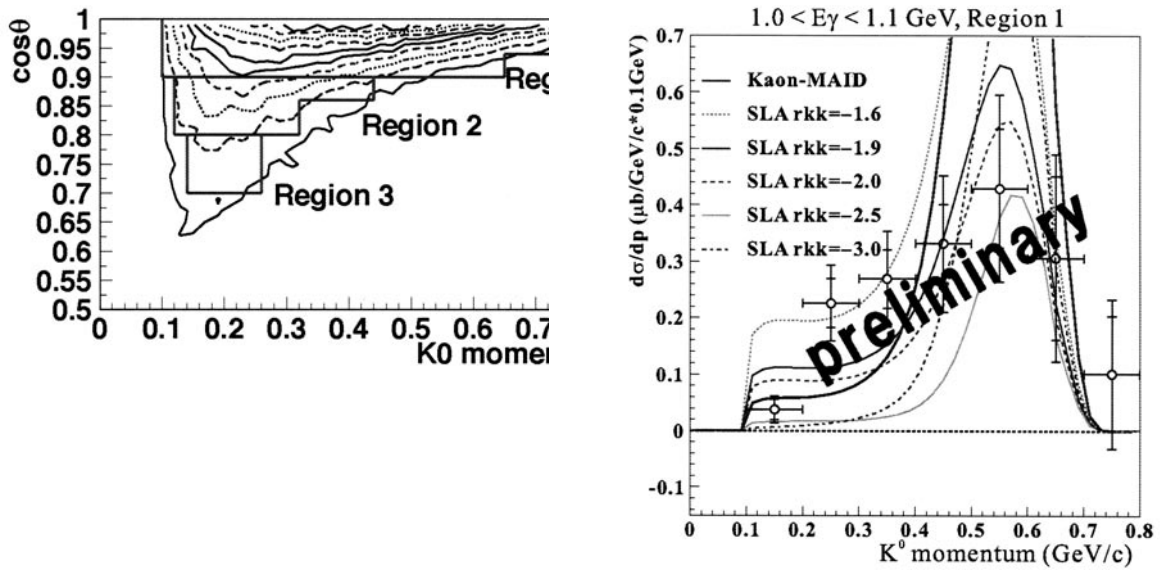 1
0.95
0.9
0.85
0.8
0.75
0.7
0.65
0.6
0.55
0.5
cosθ
Reg
Region 2
Region 3
0 0.1 0.2 0.3 0.4 0.5 0.6 0.7
K0 moment
1.0 < Eγ < 1.1 GeV, Region 1
0.7
0.6
0.5
0.4
0.3
0.2
0.1
0
-0.1
dσ/dp (μb/GeV/c*0.1GeV)
Kaon-MAID
SLA rkk=−1.6
SLA rkk=−1.9
SLA rkk=−2.0
SLA rkk=−2.5
SLA rkk=−3.0
preliminary
0 0.1 0.2 0.3 0.4 0.5 0.6 0.7 0.8
K⁰ momentum (GeV/c)